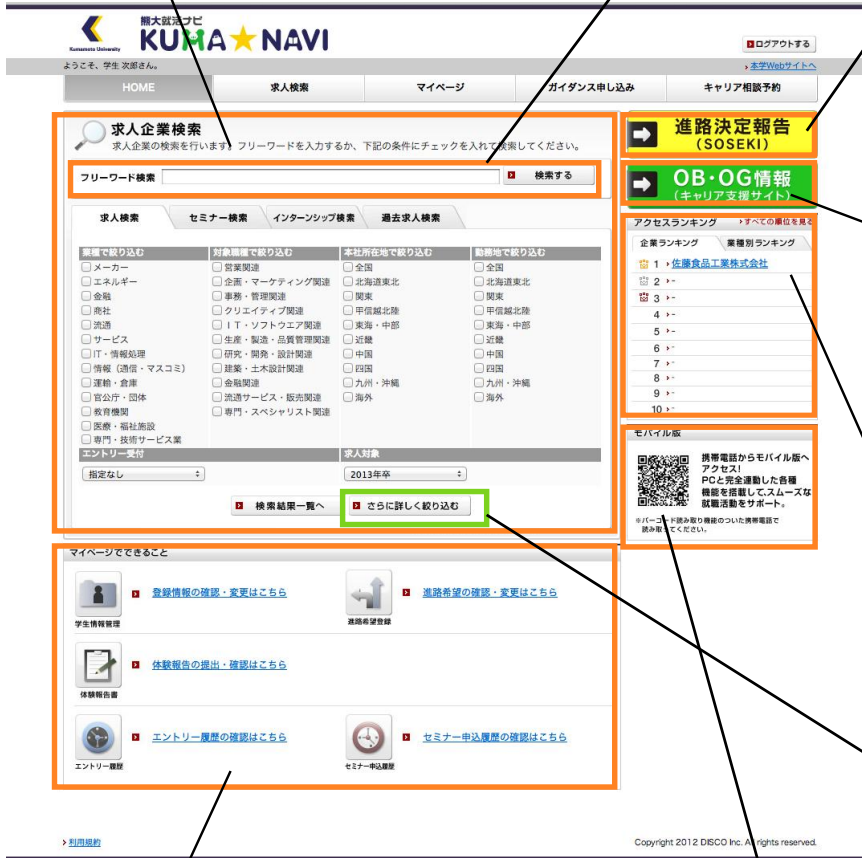 熊大就活ナビ
KUMA★NAVI
Kumamoto University
ログアウトする
ようこそ、学生 次郎さん。
本学Webサイトへ
HOME 求人検索 マイページ ガイダンス申し込み キャリア相談予約
求人企業検索
求人企業の検索を行います。フリーワードを入力するか、下記の条件にチェックを入れて検索してください。
フリーワード検索 検索する
求人検索 セミナー検索 インターンシップ検索 過去求人検索
業種で絞り込む 対象職種で絞り込む 本社所在地で絞り込む 勤務地で絞り込む
メーカー 営業関連 全国 全国
エネルギー 企画・マーケティング関連 北海道東北 北海道東北
金融 事務・管理関連 関東 関東
商社 クリエイティブ関連 甲信越北陸 甲信越北陸
流通 IT・ソフトウエア関連 東海・中部 東海・中部
サービス 生産・製造・品質管理関連 近畿 近畿
IT・情報処理 研究・開発・設計関連 中国 中国
情報（通信・マスコミ） 建築・土木設計関連 四国 四国
運輸・倉庫 金融関連 九州・沖縄 九州・沖縄
官公庁・団体 流通サービス・販売関連 海外 海外
教育機関 専門・スペシャリスト関連
医療・福祉施設
専門・技術サービス業
エントリー受付 求人対象
指定なし 2013年卒
検索結果一覧へ さらに詳しく絞り込む
進路決定報告
(SOSEKI)
OB・OG情報
(キャリア支援サイト)
アクセスランキング すべての順位を見る
企業ランキング 業種別ランキング
1 佐藤食品工業株式会社
2 -
3 -
4 -
5 -
6 -
7 -
8 -
9 -
10 -
モバイル版
携帯電話からモバイル版へ
アクセス!
PCと完全連動した各種
機能を搭載して、スムーズな
就職活動をサポート。
※バーコード読み取り機能のついた携帯電話で
読み取ってください。
マイページでできること
登録情報の確認・変更はこちら 進路希望の確認・変更はこちら
学生情報管理 進路希望登録
体験報告の提出・確認はこちら
体験報告書
エントリー履歴の確認はこちら セミナー申込履歴の確認はこちら
エントリー履歴 セミナー申込履歴
利用規約
Copyright 2012 DISCO Inc. All rights reserved.